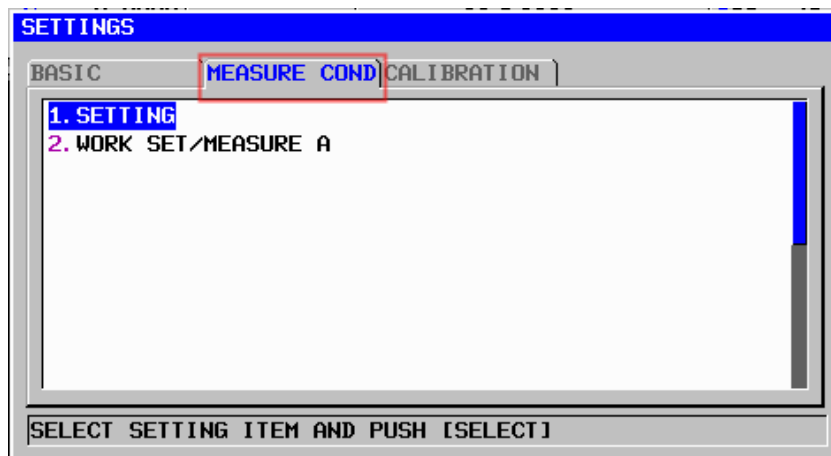 SETTINGS
BASIC MEASURE COND CALIBRATION
1. SETTING
2. WORK SET/MEASURE A
SELECT SETTING ITEM AND PUSH [SELECT]